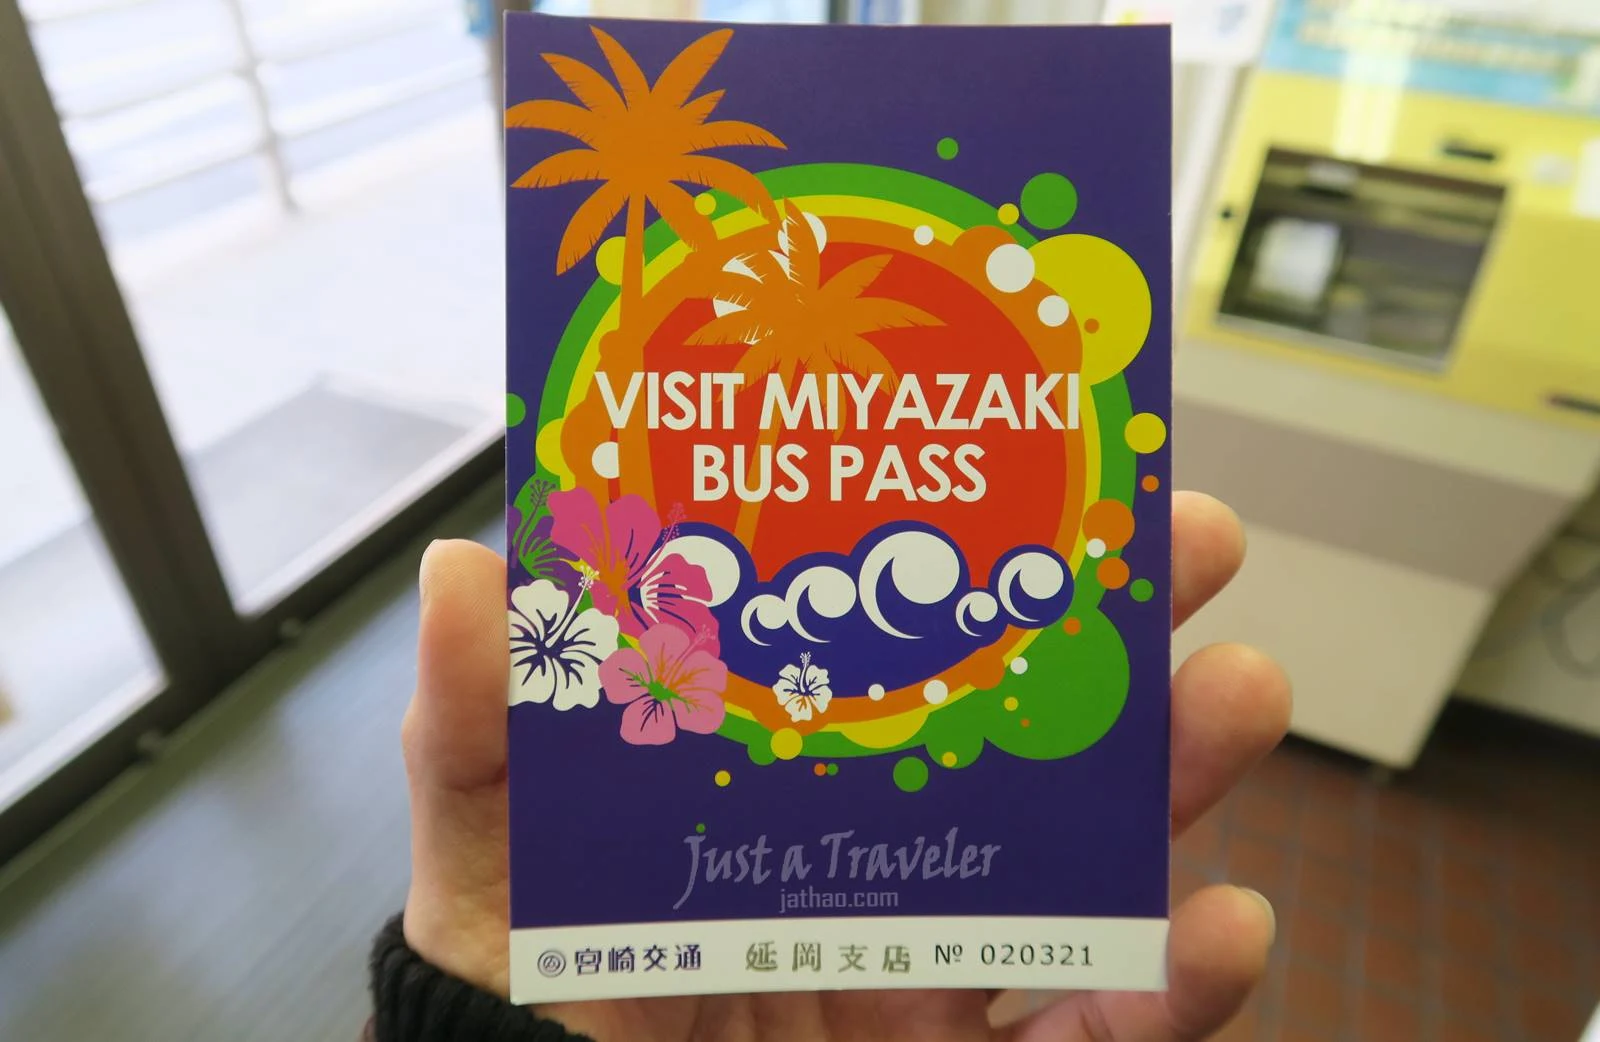 VISIT MIYAZAKI
BUS PASS
Just a Traveler
jathao.com
宮崎交通 延岡支店 № 020321